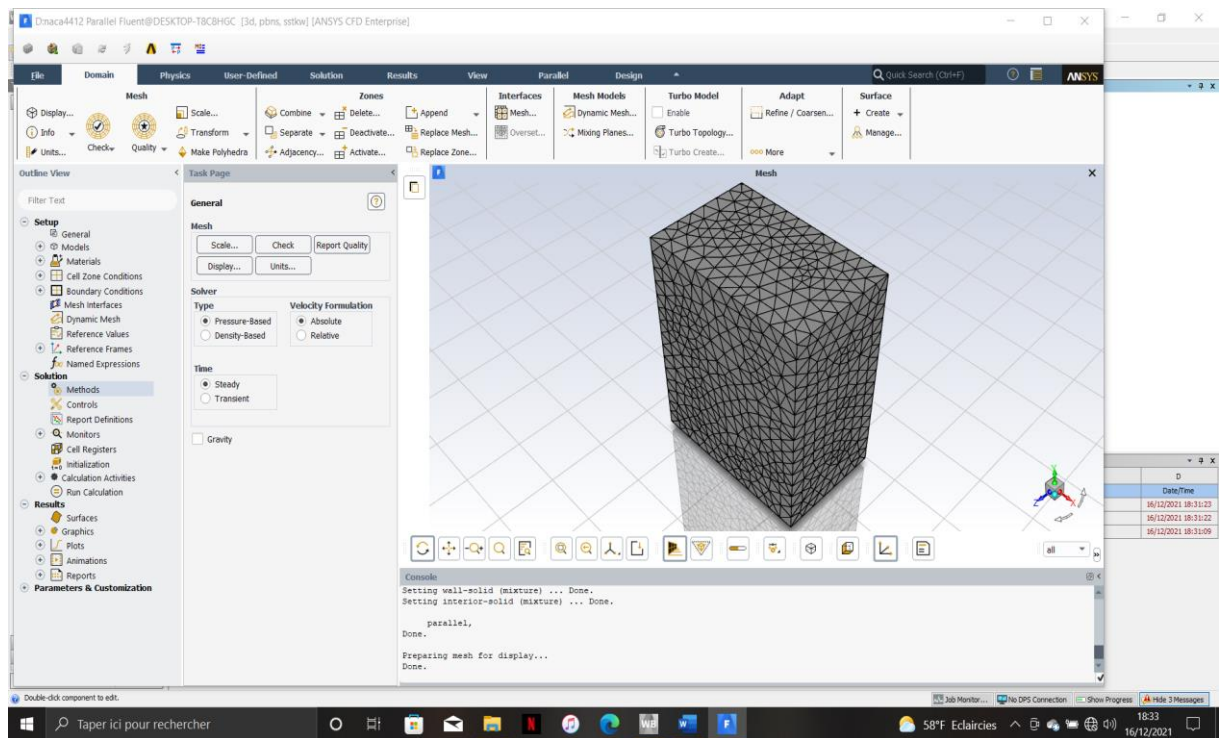 D:naca4412 Parallel Fluent@DESKTOP-T8C8HGC [3d, pbns, sstkw] [ANSYS CFD Enterprise]
File Domain Physics User-Defined Solution Results View Parallel Design Quick Search (Ctrl+F) ANSYS
Mesh Zones Interfaces Mesh Models Turbo Model Adapt Surface
Display... Scale... Combine Delete... Append Mesh... Dynamic Mesh... Enable Refine / Coarsen... + Create
Info Check Quality Transform Separate Deactivate... Replace Mesh... Overset... Mixing Planes... Turbo Topology... Manage...
Units... Make Polyhedra Adjacency... Activate... Replace Zone... Turbo Create... More
Outline View
Filter Text
Setup
General
Models
Materials
Cell Zone Conditions
Boundary Conditions
Mesh Interfaces
Dynamic Mesh
Reference Values
Reference Frames
Named Expressions
Solution
Methods
Controls
Report Definitions
Monitors
Cell Registers
Initialization
Calculation Activities
Run Calculation
Results
Surfaces
Graphics
Plots
Animations
Reports
Parameters & Customization
Task Page
General
Mesh
Scale... Check Report Quality
Display... Units...
Solver
Type Velocity Formulation
Pressure-Based Absolute
Density-Based Relative
Time
Steady
Transient
Gravity
Mesh
Y
X
Z
all
Console
Setting wall-solid (mixture) ... Done.
Setting interior-solid (mixture) ... Done.
parallel,
Done.
Preparing mesh for display...
Done.
D
Date/Time
16/12/2021 18:31:23
16/12/2021 18:31:22
16/12/2021 18:31:09
Double-click component to edit.
Job Monitor... No DPS Connection Show Progress Hide 3 Messages
Taper ici pour rechercher
58°F Eclaircies
18:33
16/12/2021